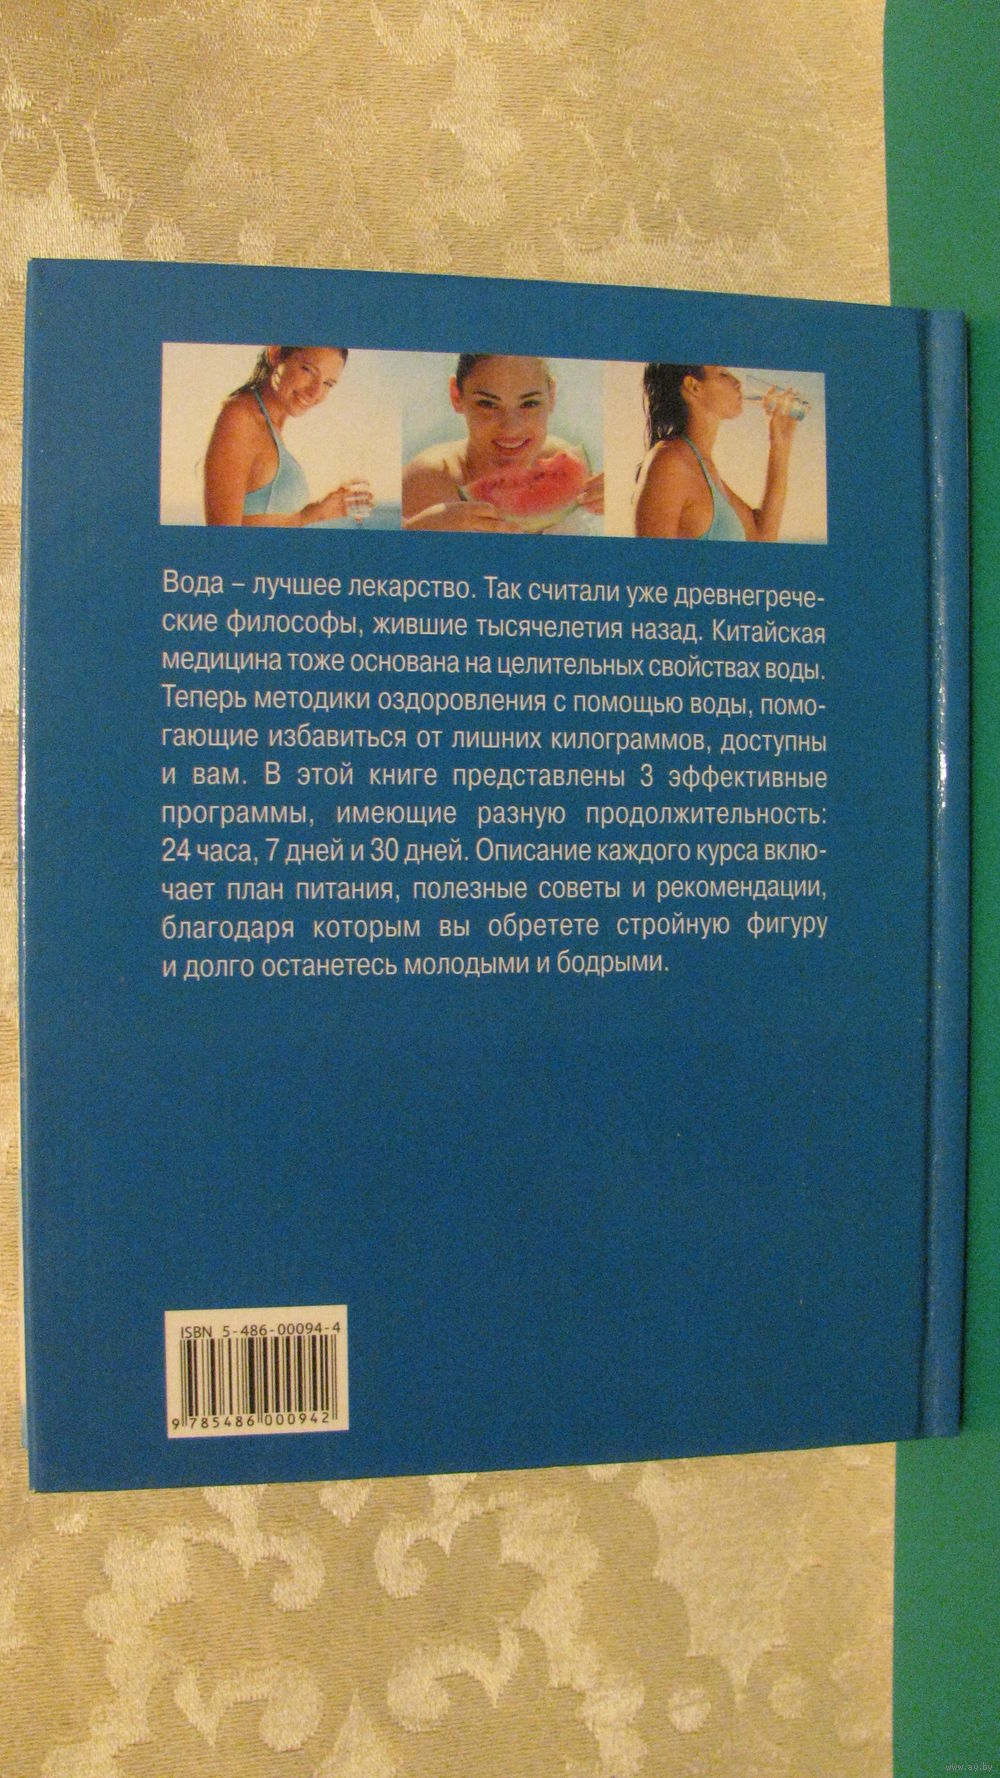 Вода – лучшее лекарство. Так считали уже древнегрече-
ские философы, жившие тысячелетия назад. Китайская
медицина тоже основана на целительных свойствах воды.
Теперь методики оздоровления с помощью воды, помо-
гающие избавиться от лишних килограммов, доступны
и вам. В этой книге представлены 3 эффективные
программы, имеющие разную продолжительность:
24 часа, 7 дней и 30 дней. Описание каждого курса вклю-
чает план питания, полезные советы и рекомендации,
благодаря которым вы обретете стройную фигуру
и долго останетесь молодыми и бодрыми.
ISBN 5-486-00094-4
9 785486 000942
www.ay.by